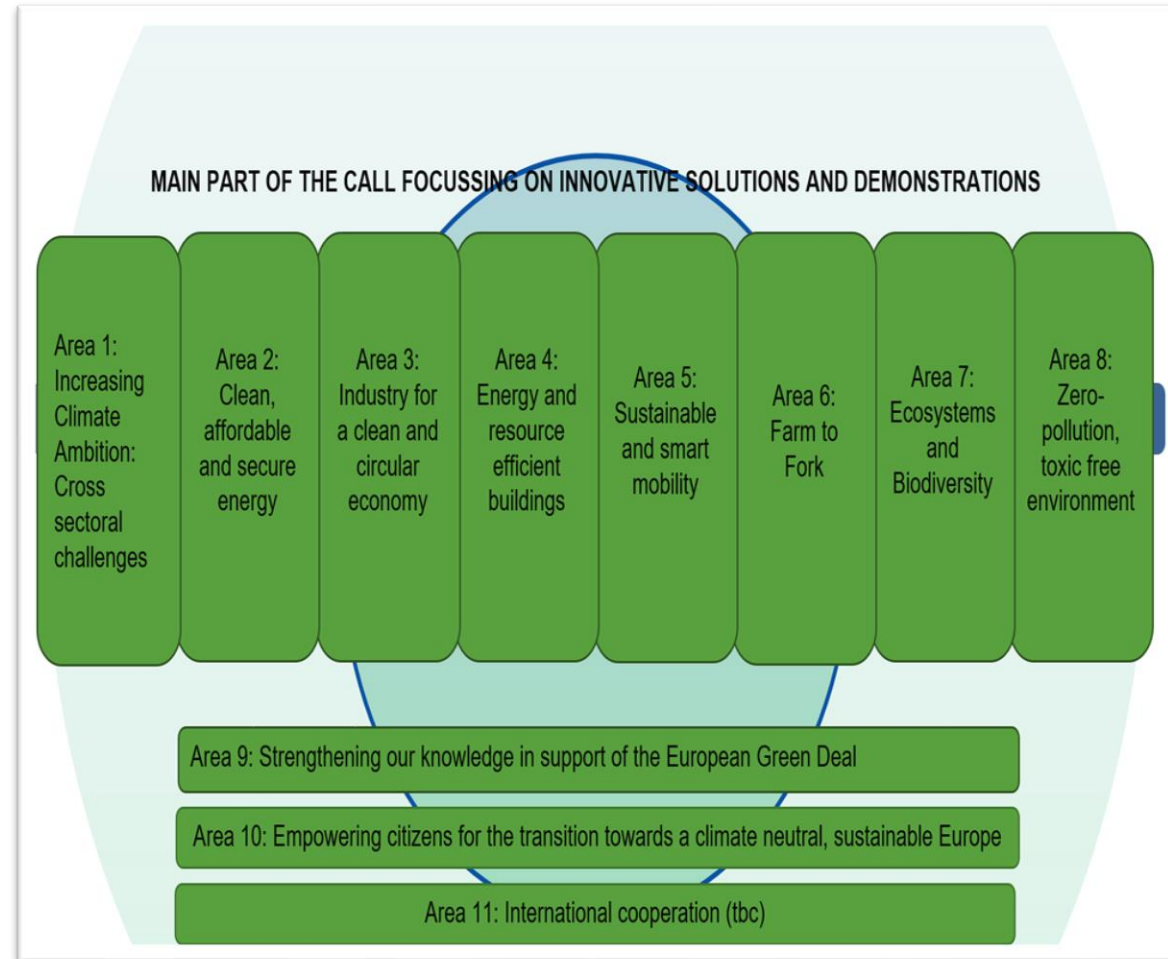 MAIN PART OF THE CALL FOCUSSING ON INNOVATIVE SOLUTIONS AND DEMONSTRATIONS
Area 1:
Increasing
Climate
Ambition:
Cross
sectoral
challenges
Area 2:
Clean,
affordable
and secure
energy
Area 3:
Industry for
a clean and
circular
economy
Area 4:
Energy and
resource
efficient
buildings
Area 5:
Sustainable
and smart
mobility
Area 6:
Farm to
Fork
Area 7:
Ecosystems
and
Biodiversity
Area 8:
Zero-
pollution,
toxic free
environment
Area 9: Strengthening our knowledge in support of the European Green Deal
Area 10: Empowering citizens for the transition towards a climate neutral, sustainable Europe
Area 11: International cooperation (tbc)